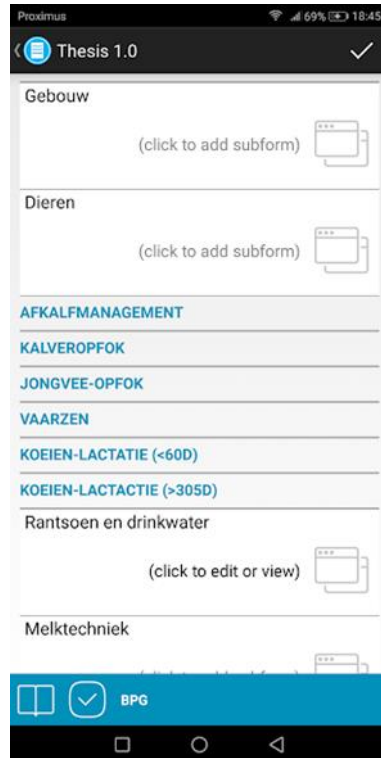 Proximus 69% 18:45
Thesis 1.0
Gebouw
(click to add subform)
Dieren
(click to add subform)
AFKALFMANAGEMENT
KALVEROPFOK
JONGVEE-OPFOK
VAARZEN
KOEIEN-LACTATIE (<60D)
KOEIEN-LACTACTIE (>305D)
Rantsoen en drinkwater
(click to edit or view)
Melktechniek
BPG